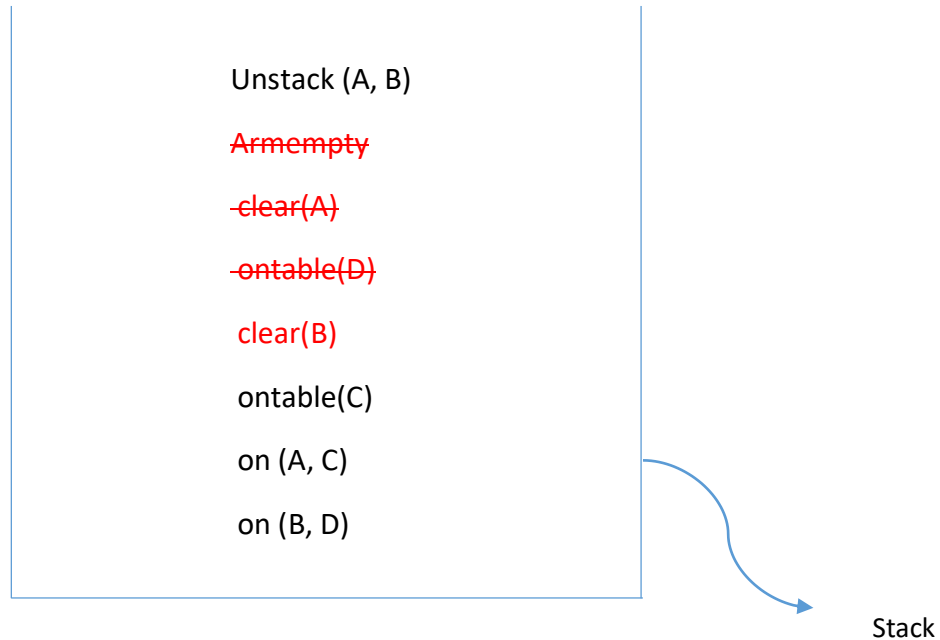 Unstack (A, B)
Armempty
clear(A)
ontable(D)
clear(B)
ontable(C)
on (A, C)
on (B, D)
Stack